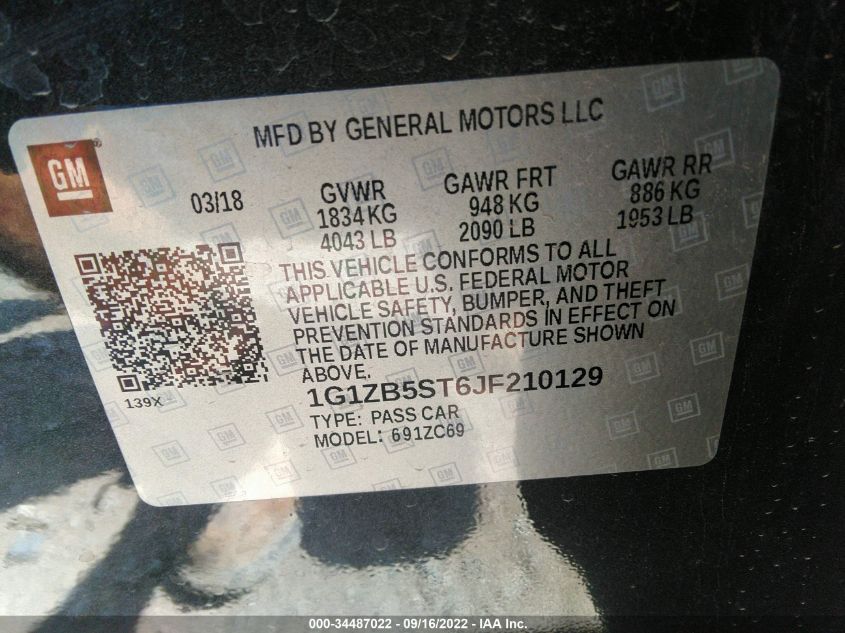 MFD BY GENERAL MOTORS LLC
GM®
03/18
GVWR
1834 KG
4043 LB
GAWR FRT
948 KG
2090 LB
GAWR RR
886 KG
1953 LB
THIS VEHICLE CONFORMS TO ALL
APPLICABLE U.S. FEDERAL MOTOR
VEHICLE SAFETY, BUMPER, AND THEFT
PREVENTION STANDARDS IN EFFECT ON
THE DATE OF MANUFACTURE SHOWN
ABOVE.
139X
1G1ZB5ST6JF210129
TYPE: PASS CAR
MODEL: 691ZC69
000-34487022 - 09/16/2022 - IAA Inc.